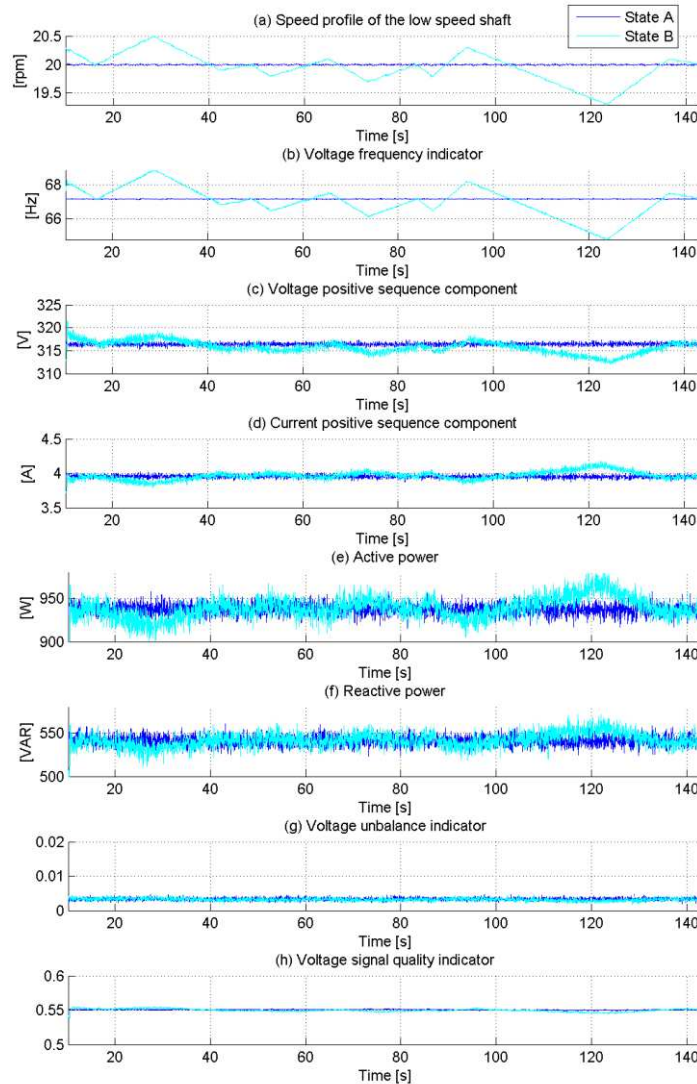 (a) Speed profile of the low speed shaft
State A
State B
20.5
20
19.5
[rpm]
20 40 60 80 100 120 140
Time [s]
(b) Voltage frequency indicator
68
66
[Hz]
20 40 60 80 100 120 140
Time [s]
(c) Voltage positive sequence component
325
320
315
310
[V]
20 40 60 80 100 120 140
Time [s]
(d) Current positive sequence component
4.5
4
3.5
[A]
20 40 60 80 100 120 140
Time [s]
(e) Active power
950
900
[W]
20 40 60 80 100 120 140
Time [s]
(f) Reactive power
550
500
[VAR]
20 40 60 80 100 120 140
Time [s]
(g) Voltage unbalance indicator
0.02
0.01
0
20 40 60 80 100 120 140
Time [s]
(h) Voltage signal quality indicator
0.6
0.55
0.5
20 40 60 80 100 120 140
Time [s]